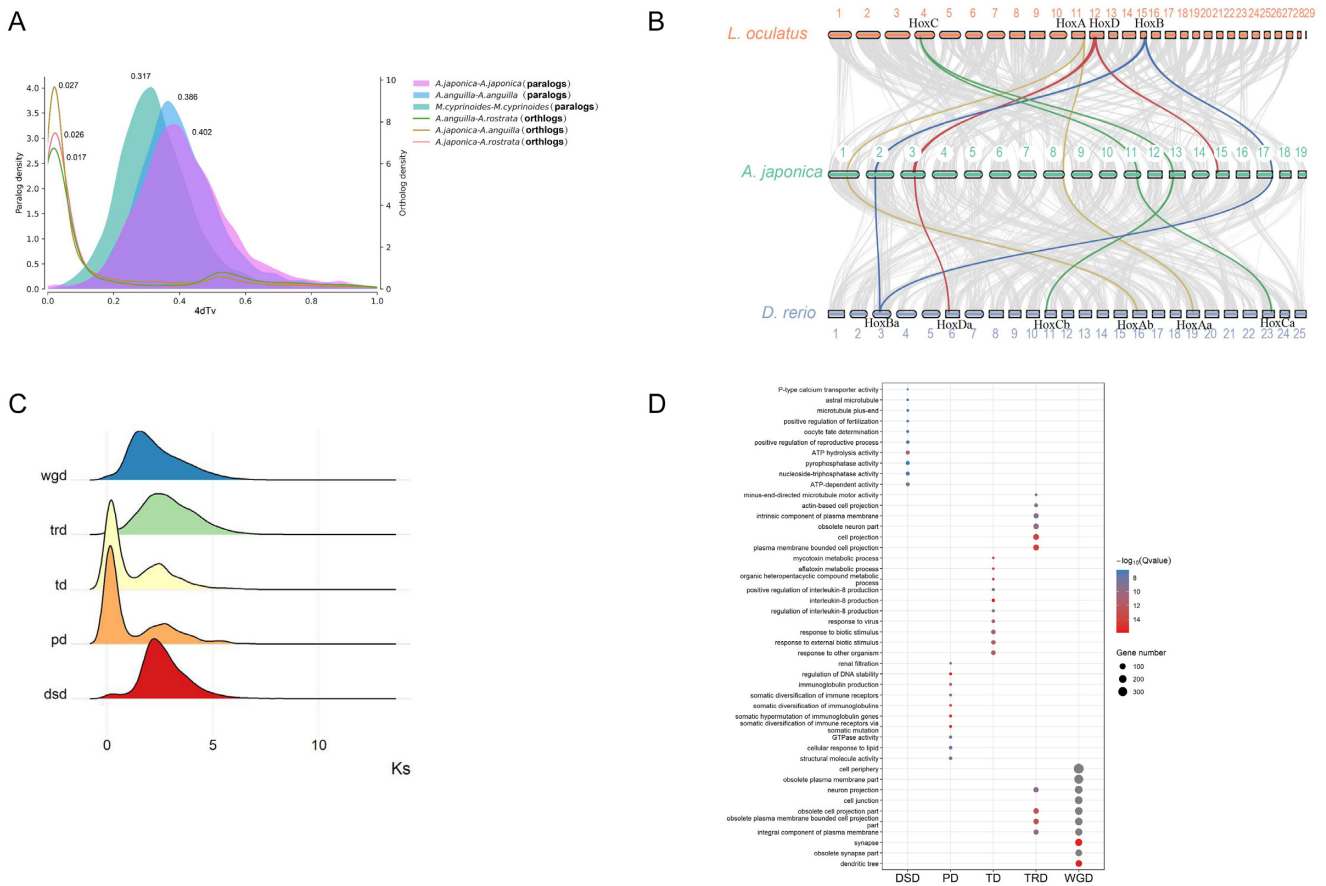 A
0.027
0.026
0.017
0.317
0.386
0.402
4.0
3.5
3.0
2.5
2.0
1.5
1.0
0.5
0.0
Paralog density
10
8
6
4
2
0
Ortholog density
0.0 0.2 0.4 0.6 0.8 1.0
4dTv
A.japonica-A.japonica(paralogs)
A.anguilla-A.anguilla (paralogs)
M.cyprinoides-M.cyprinoides(paralogs)
A.anguilla-A.rostrata(orthlogs)
A.japonica-A.anguilla(orthlogs)
A.japonica-A.rostrata(orthlogs)
B
1 2 3 4 5 6 7 8 9 10 11 12 13 14 15 16 17 18 19 20 21 22 23 24 25 26 27 28 29
HoxC HoxA HoxD HoxB
L. oculatus
1 2 3 4 5 6 7 8 9 10 11 12 13 14 15 16 17 18 19
A. japonica
D. rerio
HoxBa HoxDa HoxCb HoxAb HoxAa HoxCa
1 2 3 4 5 6 7 8 9 10 11 12 13 14 15 16 17 18 19 20 21 22 23 24 25
C
wgd
trd
td
pd
dsd
0 5 10
Ks
D
P-type calcium transporter activity
astral microtubule
microtubule plus-end
positive regulation of fertilization
oocyte fate determination
positive regulation of reproductive process
ATP hydrolysis activity
pyrophosphatase activity
nucleoside-triphosphatase activity
ATP-dependent activity
minus-end-directed microtubule motor activity
actin-based cell projection
intrinsic component of plasma membrane
obsolete neuron part
cell projection
plasma membrane bounded cell projection
mycotoxin metabolic process
aflatoxin metabolic process
organic heteropentacyclic compound metabolic
process
positive regulation of interleukin-8 production
interleukin-8 production
regulation of interleukin-8 production
response to virus
response to biotic stimulus
response to external biotic stimulus
response to other organism
renal filtration
regulation of DNA stability
immunoglobulin production
somatic diversification of immune receptors
somatic diversification of immunoglobulins
somatic hypermutation of immunoglobulin genes
somatic diversification of immune receptors via
somatic mutation
GTPase activity
cellular response to lipid
structural molecule activity
cell periphery
obsolete plasma membrane part
neuron projection
cell junction
obsolete cell projection part
obsolete plasma membrane bounded cell projection
part
integral component of plasma membrane
synapse
obsolete synapse part
dendritic tree
DSD PD TD TRD WGD
−log₁₀(Qvalue)
8
10
12
14
Gene number
100
200
300